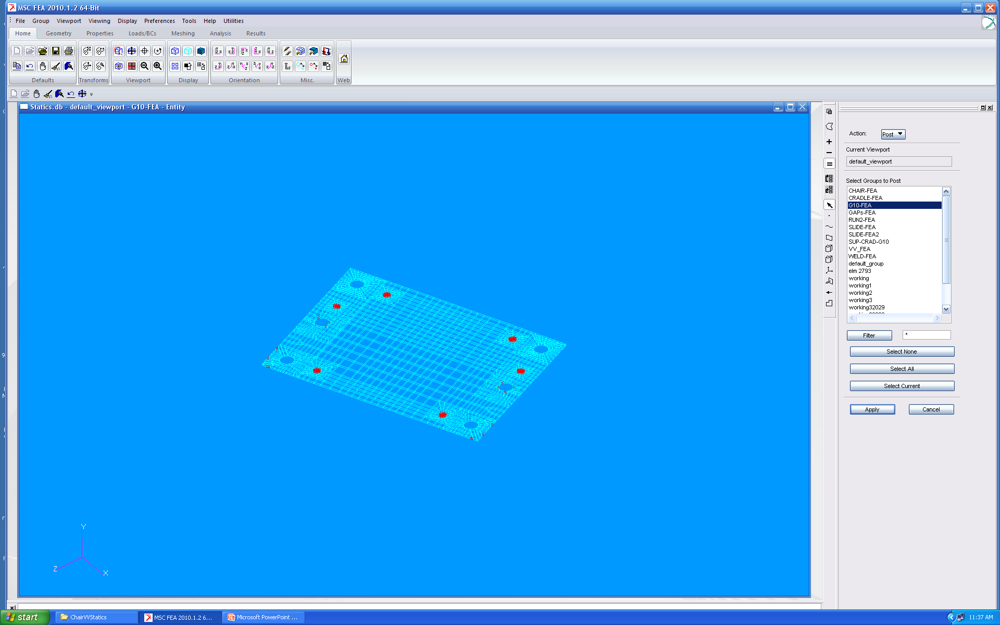 MSC FEA 2010.1.2 64-Bit
File Group Viewport Viewing Display Preferences Tools Help Utilities
Home Geometry Properties Loads/BCs Meshing Analysis Results
Defaults Transforms Viewport Display Orientation Misc. Web
Statics.db - default_viewport - G10-FEA - Entity
Action: Post
Current Viewport
default_viewport
Select Groups to Post
CHAIR-FEA
CRADLE-FEA
G10-FEA
GAPs-FEA
RUN2-FEA
SLIDE-FEA
SLIDE-FEA2
SUP-CRAD-G10
VV_FEA
WELD-FEA
default_group
elm 2793
working
working1
working2
working3
working32029
Filter *
Select None
Select All
Select Current
Apply Cancel
Y
Z
X
start ChairVVStatics MSC FEA 2010.1.2 6... Microsoft PowerPoint ... 11:37 AM